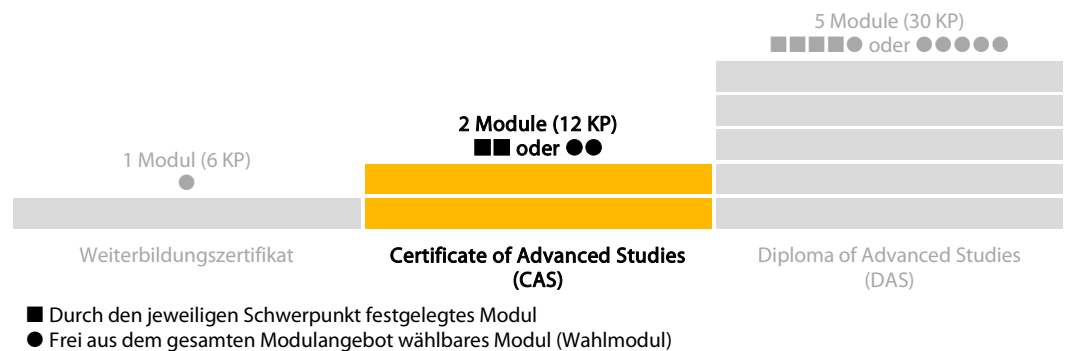 5 Module (30 KP)
■■■■● oder ●●●●●
2 Module (12 KP)
■■ oder ●●
1 Modul (6 KP)
●
Weiterbildungszertifikat
Certificate of Advanced Studies
(CAS)
Diploma of Advanced Studies
(DAS)
■ Durch den jeweiligen Schwerpunkt festgelegtes Modul
● Frei aus dem gesamten Modulangebot wählbares Modul (Wahlmodul)